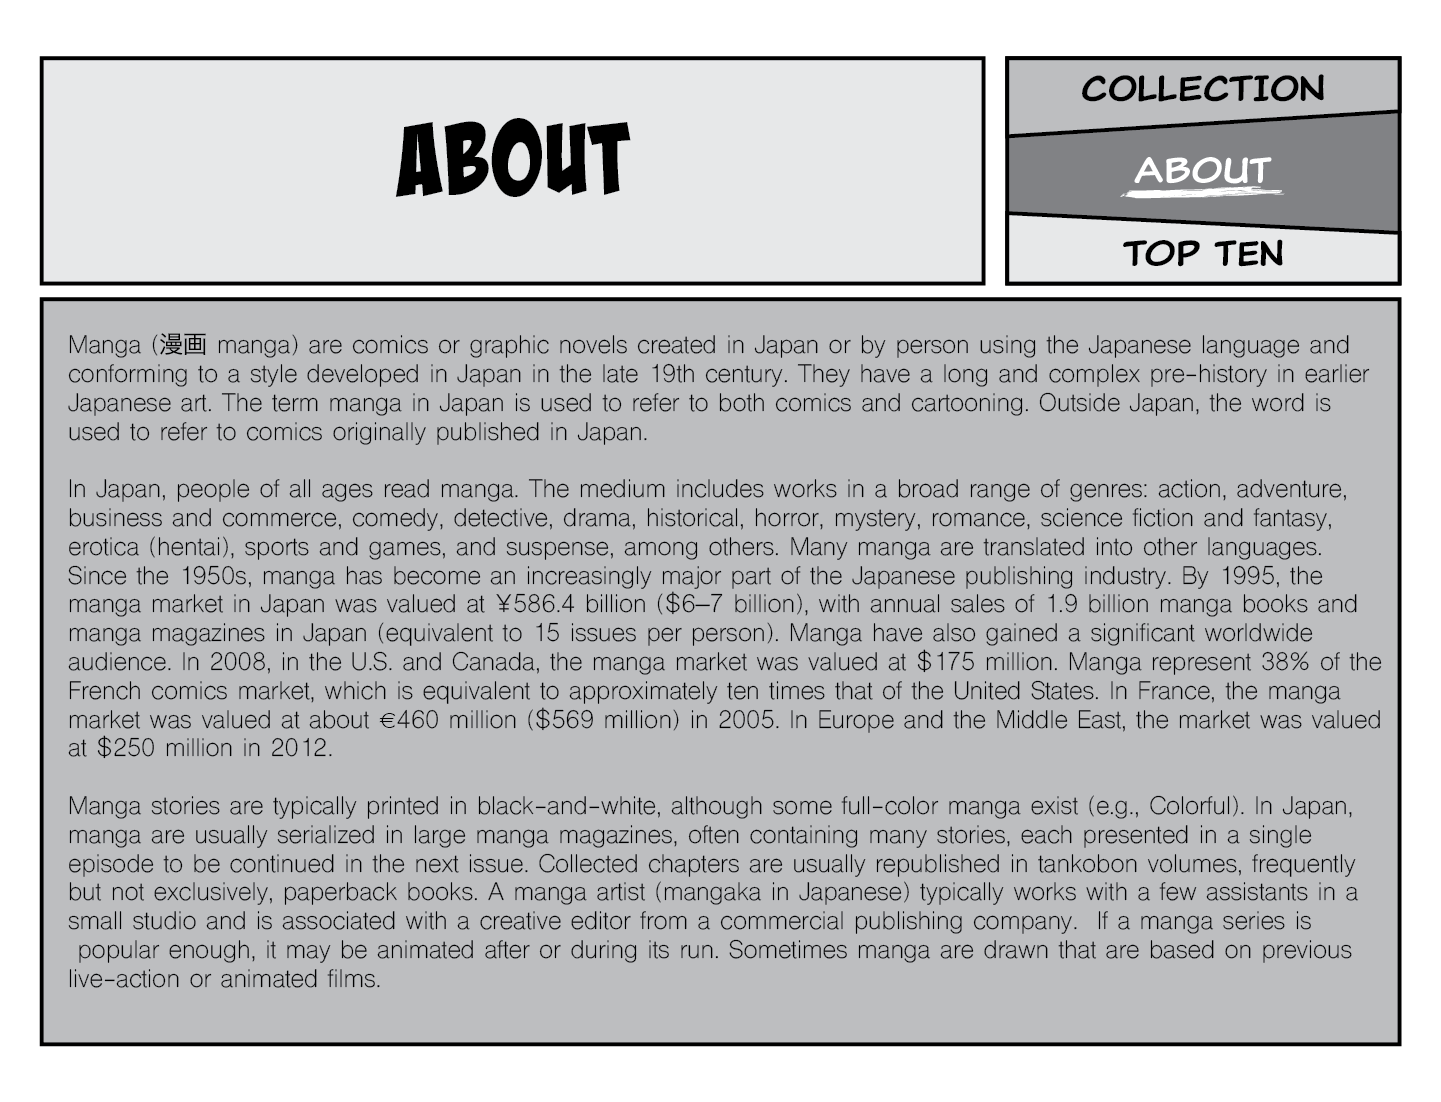 ABOUT
COLLECTION
ABOUT
TOP TEN
Manga (漫画 manga) are comics or graphic novels created in Japan or by person using the Japanese language and
conforming to a style developed in Japan in the late 19th century. They have a long and complex pre-history in earlier
Japanese art. The term manga in Japan is used to refer to both comics and cartooning. Outside Japan, the word is
used to refer to comics originally published in Japan.
In Japan, people of all ages read manga. The medium includes works in a broad range of genres: action, adventure,
business and commerce, comedy, detective, drama, historical, horror, mystery, romance, science fiction and fantasy,
erotica (hentai), sports and games, and suspense, among others. Many manga are translated into other languages.
Since the 1950s, manga has become an increasingly major part of the Japanese publishing industry. By 1995, the
manga market in Japan was valued at ¥586.4 billion ($6–7 billion), with annual sales of 1.9 billion manga books and
manga magazines in Japan (equivalent to 15 issues per person). Manga have also gained a significant worldwide
audience. In 2008, in the U.S. and Canada, the manga market was valued at $175 million. Manga represent 38% of the
French comics market, which is equivalent to approximately ten times that of the United States. In France, the manga
market was valued at about €460 million ($569 million) in 2005. In Europe and the Middle East, the market was valued
at $250 million in 2012.
Manga stories are typically printed in black-and-white, although some full-color manga exist (e.g., Colorful). In Japan,
manga are usually serialized in large manga magazines, often containing many stories, each presented in a single
episode to be continued in the next issue. Collected chapters are usually republished in tankobon volumes, frequently
but not exclusively, paperback books. A manga artist (mangaka in Japanese) typically works with a few assistants in a
small studio and is associated with a creative editor from a commercial publishing company. If a manga series is
popular enough, it may be animated after or during its run. Sometimes manga are drawn that are based on previous
live-action or animated films.